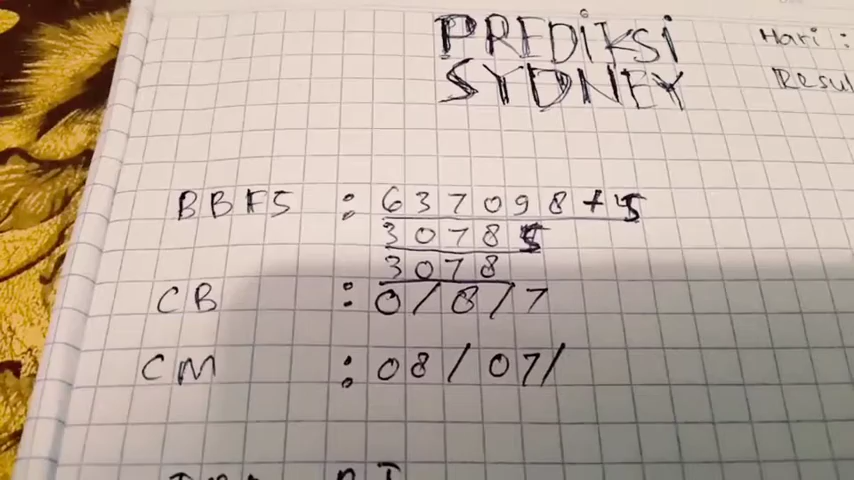 PREDiKSi
SYDNEY
Hari :
Resul
BBFS : 637098+5
30785
3078
CB : 0/8/7
CM : 08/07/